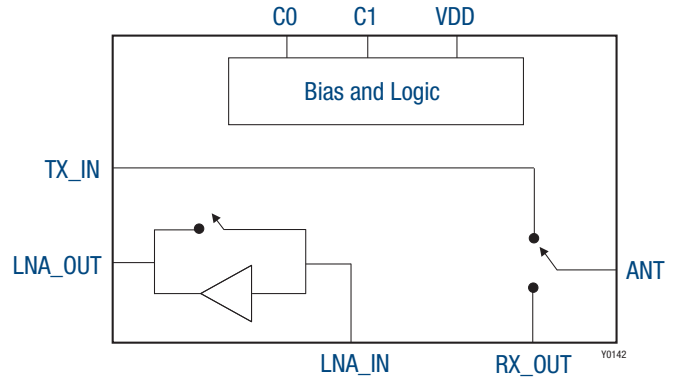 C0 C1 VDD
Bias and Logic
TX_IN
LNA_OUT
ANT
LNA_IN
RX_OUT
Y0142